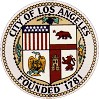 CITY OF LOS ANGELES
FOUNDED 1781